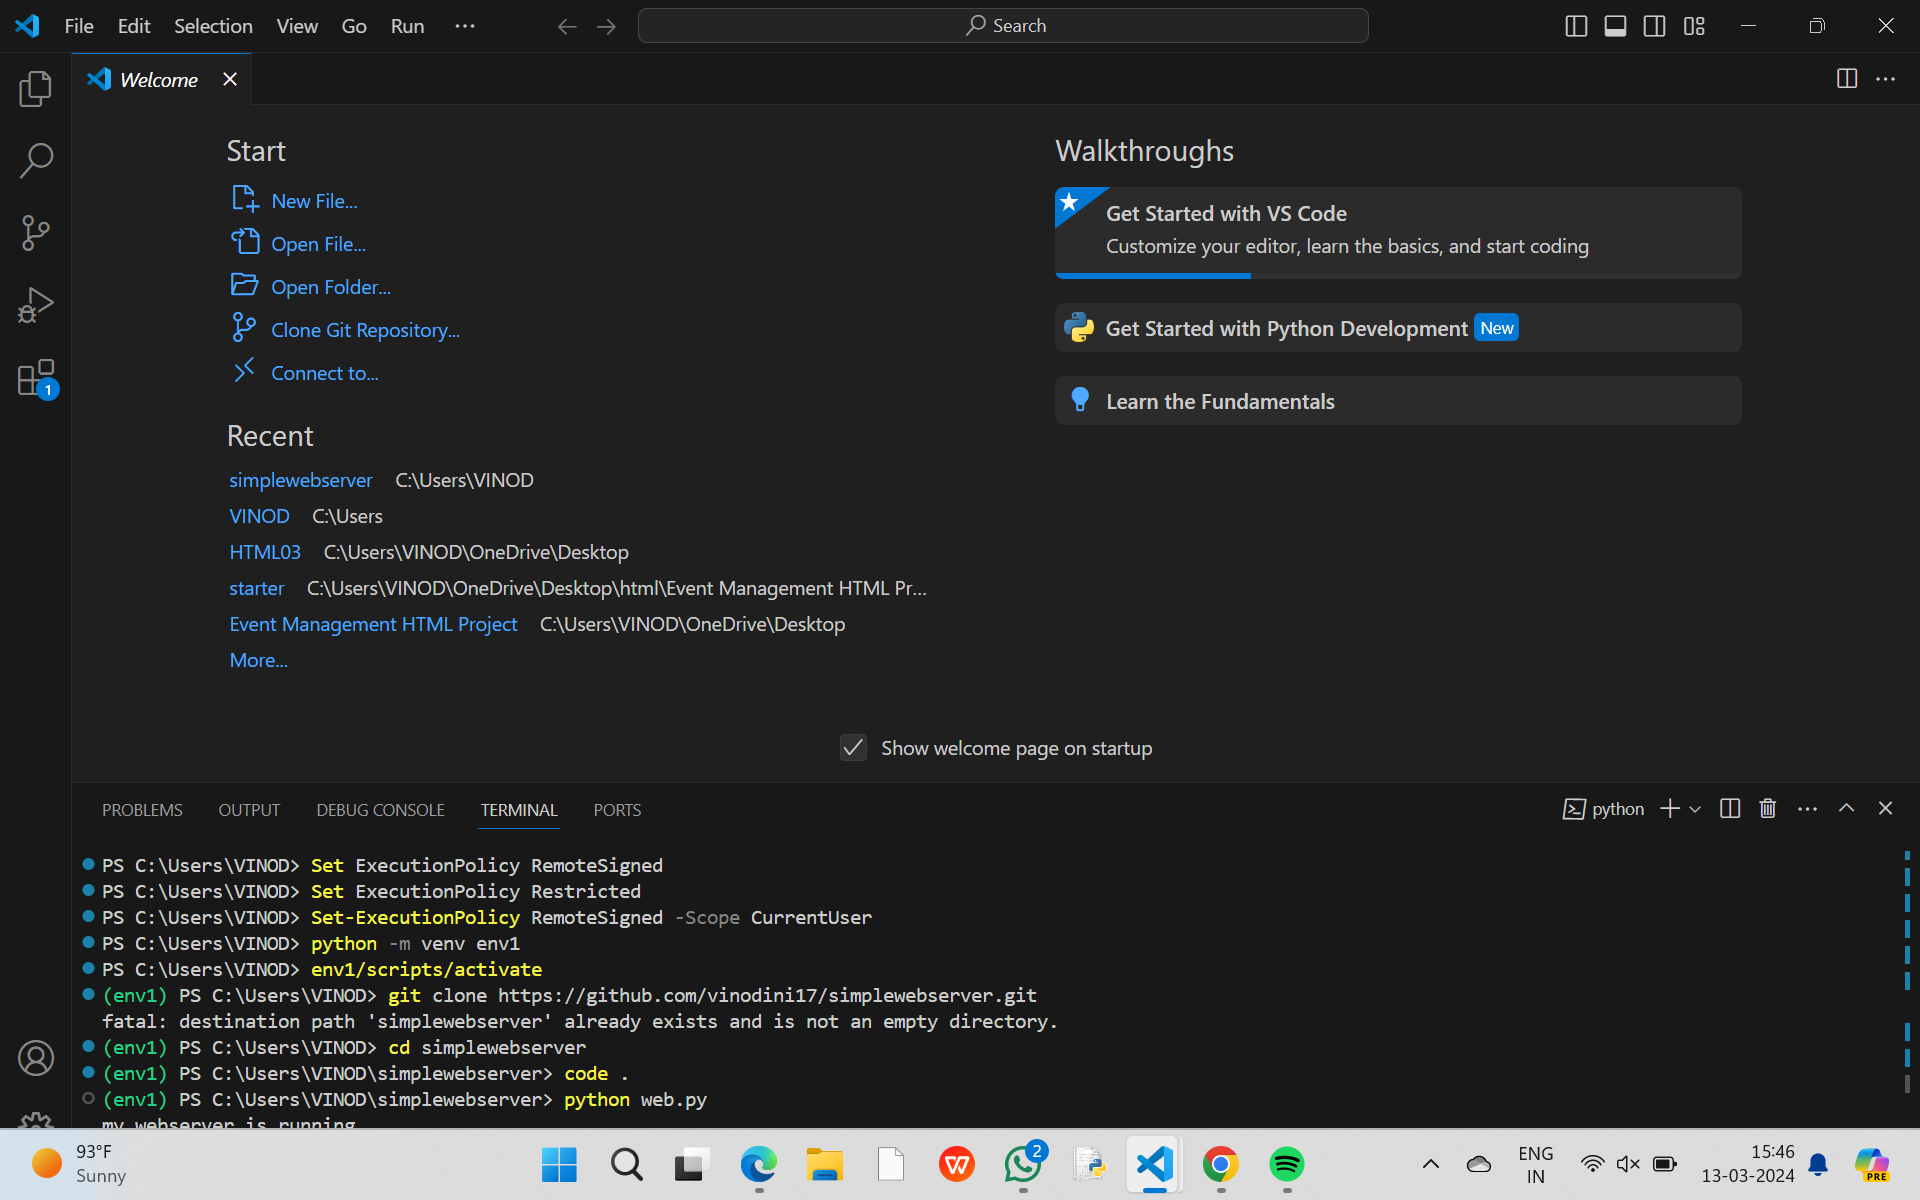 File Edit Selection View Go Run ···
Search
Welcome
Start
New File...
Open File...
Open Folder...
Clone Git Repository...
Connect to...
Recent
simplewebserver C:\Users\VINOD
VINOD C:\Users
HTML03 C:\Users\VINOD\OneDrive\Desktop
starter C:\Users\VINOD\OneDrive\Desktop\html\Event Management HTML Pr...
Event Management HTML Project C:\Users\VINOD\OneDrive\Desktop
More...
Walkthroughs
Get Started with VS Code
Customize your editor, learn the basics, and start coding
Get Started with Python Development New
Learn the Fundamentals
1
Show welcome page on startup
PROBLEMS OUTPUT DEBUG CONSOLE TERMINAL PORTS
python
PS C:\Users\VINOD> Set ExecutionPolicy RemoteSigned
PS C:\Users\VINOD> Set ExecutionPolicy Restricted
PS C:\Users\VINOD> Set-ExecutionPolicy RemoteSigned -Scope CurrentUser
PS C:\Users\VINOD> python -m venv env1
PS C:\Users\VINOD> env1/scripts/activate
(env1) PS C:\Users\VINOD> git clone https://github.com/vinodini17/simplewebserver.git
fatal: destination path 'simplewebserver' already exists and is not an empty directory.
(env1) PS C:\Users\VINOD> cd simplewebserver
(env1) PS C:\Users\VINOD\simplewebserver> code .
(env1) PS C:\Users\VINOD\simplewebserver> python web.py
my webserver is running
93°F
Sunny
W
2
ENG
IN
15:46
13-03-2024
PRE